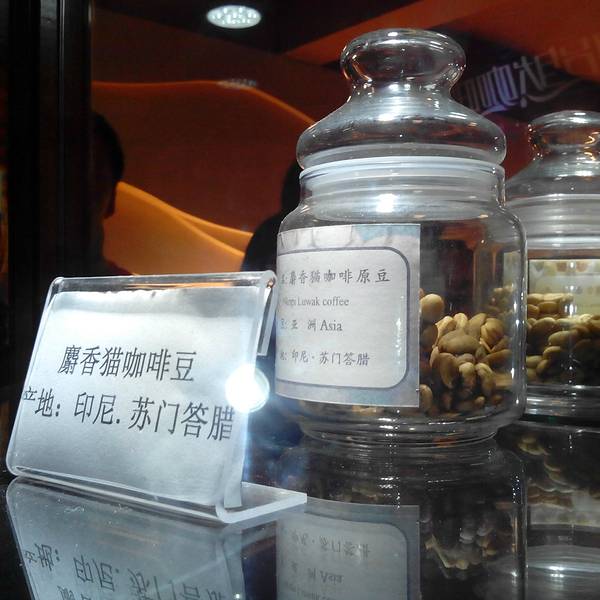 麝香猫咖啡豆
产地：印尼.苏门答腊
:麝香猫咖啡原豆
Kopi Luwak coffee
: 亚 洲 Asia
: 印尼·苏门答腊